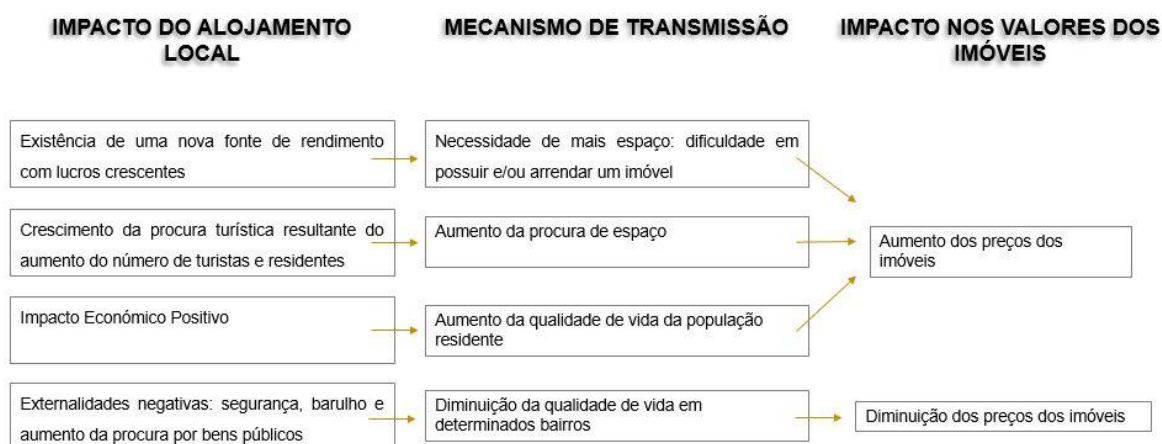 IMPACTO DO ALOJAMENTO
LOCAL
MECANISMO DE TRANSMISSÃO
IMPACTO NOS VALORES DOS
IMÓVEIS
Existência de uma nova fonte de rendimento
com lucros crescentes
Necessidade de mais espaço: dificuldade em
possuir e/ou arrendar um imóvel
Crescimento da procura turística resultante do
aumento do número de turistas e residentes
Aumento da procura de espaço
Aumento dos preços dos
imóveis
Impacto Económico Positivo
Aumento da qualidade de vida da população
residente
Externalidades negativas: segurança, barulho e
aumento da procura por bens públicos
Diminuição da qualidade de vida em
determinados bairros
Diminuição dos preços dos imóveis